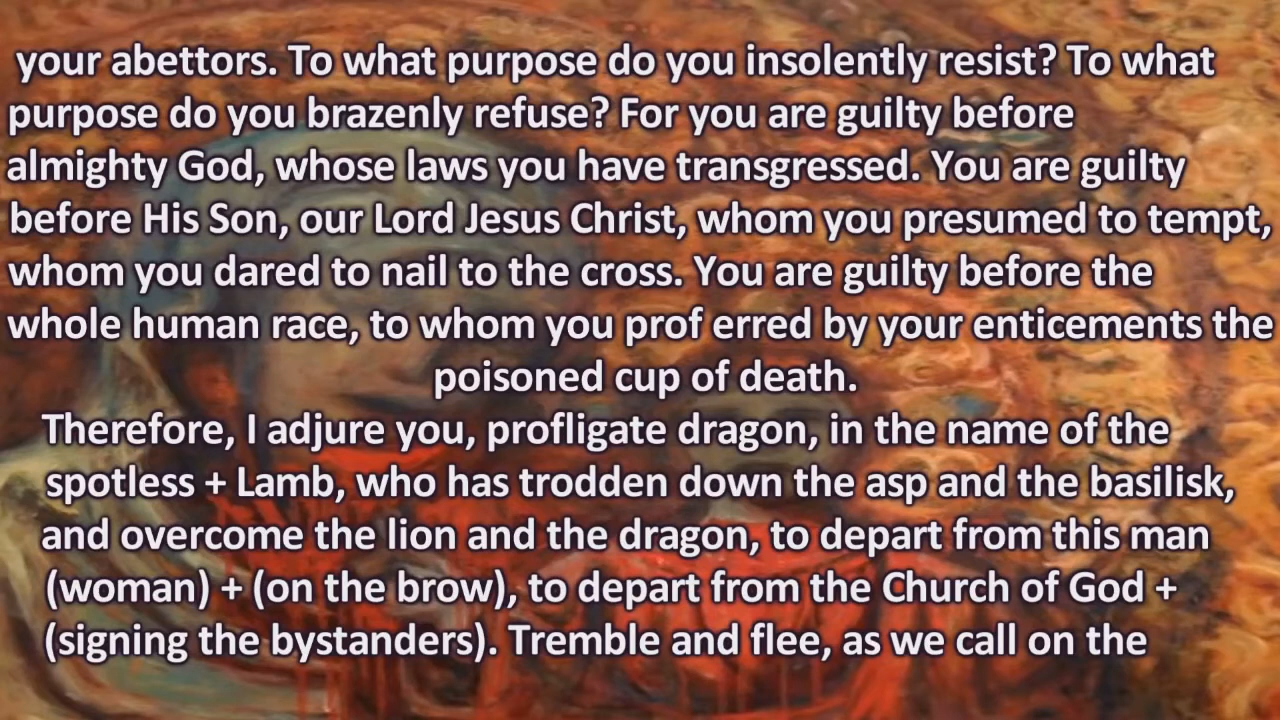 your abettors. To what purpose do you insolently resist? To what
purpose do you brazenly refuse? For you are guilty before
almighty God, whose laws you have transgressed. You are guilty
before His Son, our Lord Jesus Christ, whom you presumed to tempt,
whom you dared to nail to the cross. You are guilty before the
whole human race, to whom you prof erred by your enticements the
poisoned cup of death.
Therefore, I adjure you, profligate dragon, in the name of the
spotless + Lamb, who has trodden down the asp and the basilisk,
and overcome the lion and the dragon, to depart from this man
(woman) + (on the brow), to depart from the Church of God +
(signing the bystanders). Tremble and flee, as we call on the